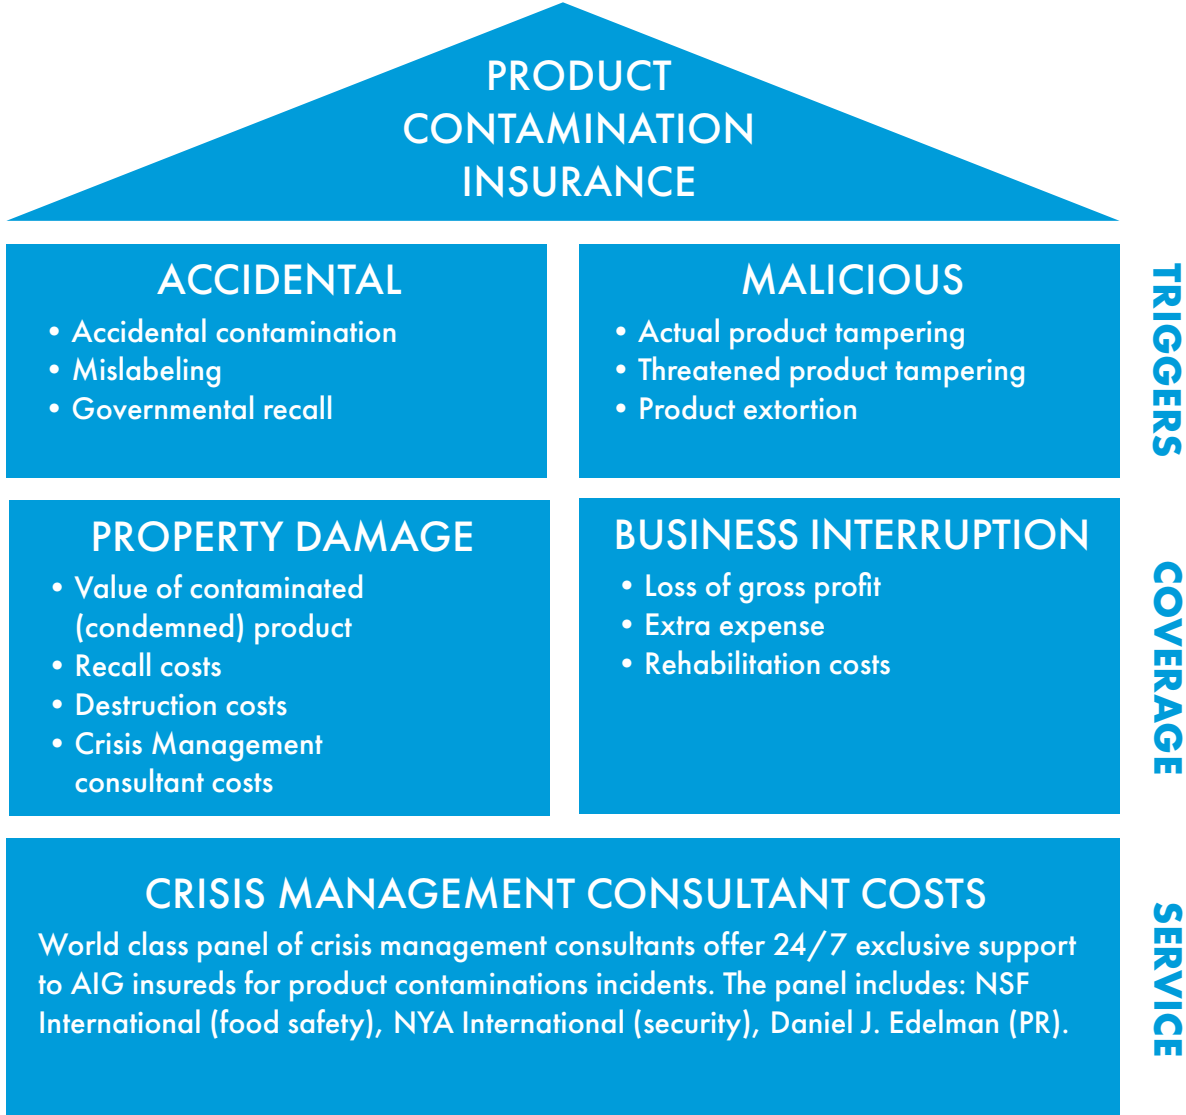 PRODUCT
CONTAMINATION
INSURANCE
ACCIDENTAL
• Accidental contamination
• Mislabeling
• Governmental recall
MALICIOUS
• Actual product tampering
• Threatened product tampering
• Product extortion
TRIGGERS
PROPERTY DAMAGE
• Value of contaminated
(condemned) product
• Recall costs
• Destruction costs
• Crisis Management
consultant costs
BUSINESS INTERRUPTION
• Loss of gross profit
• Extra expense
• Rehabilitation costs
COVERAGE
CRISIS MANAGEMENT CONSULTANT COSTS
World class panel of crisis management consultants offer 24/7 exclusive support
to AIG insureds for product contaminations incidents. The panel includes: NSF
International (food safety), NYA International (security), Daniel J. Edelman (PR).
SERVICE